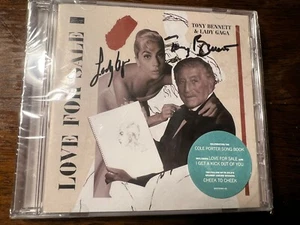 LOVE FOR SALE
TONY BENNETT
& LADY GAGA
COLE PORTER SONG BOOK
LOVE FOR SALE
I GET A KICK OUT OF YOU
CHEEK TO CHEEK